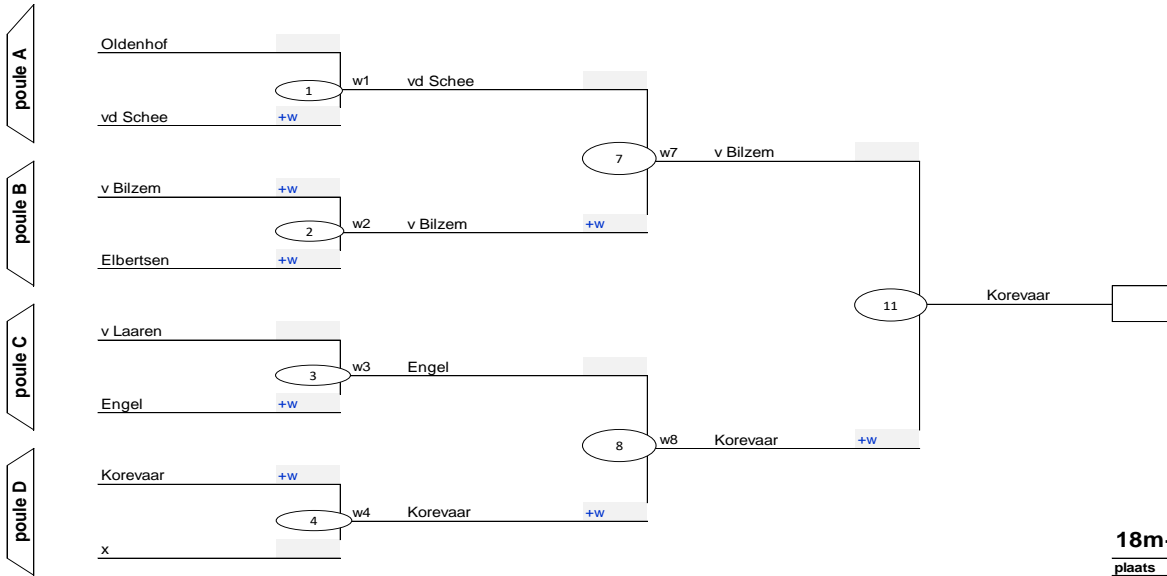 poule A
Oldenhof
1
w1 vd Schee
vd Schee +w
7
w7 v Bilzem
poule B
v Bilzem +w
2
w2 v Bilzem +w
Elbertsen +w
11
Korevaar
poule C
v Laaren
3
w3 Engel
Engel +w
8
w8 Korevaar +w
poule D
Korevaar +w
4
w4 Korevaar +w
x
18m-
plaats